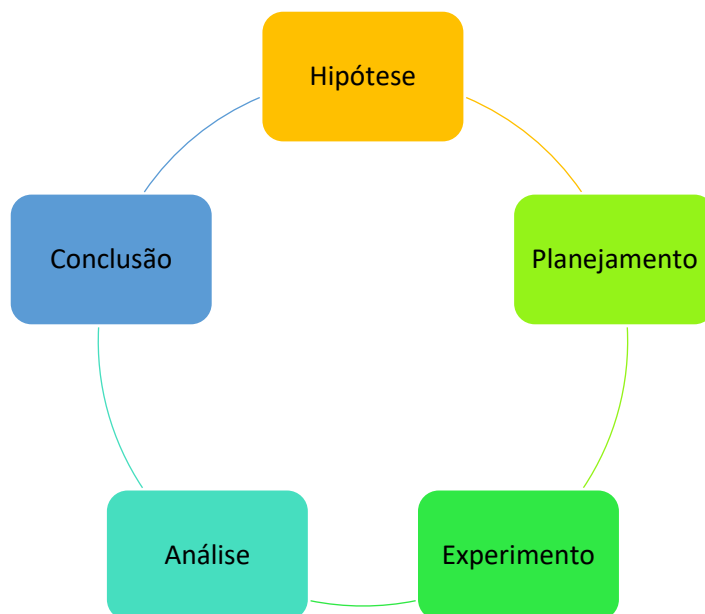 Hipótese
Planejamento
Experimento
Análise
Conclusão